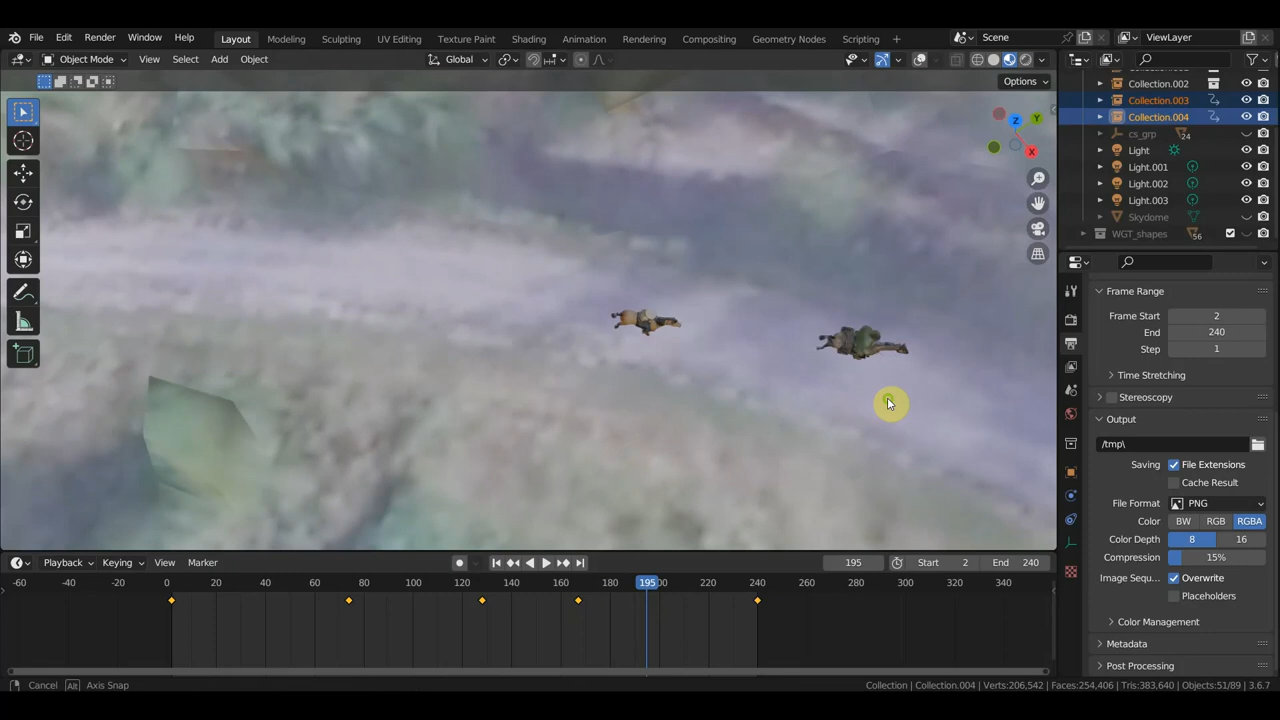 File Edit Render Window Help Layout Modeling Sculpting UV Editing Texture Paint Shading Animation Rendering Compositing Geometry Nodes Scripting + Scene ViewLayer
Object Mode View Select Add Object Global
Options
Collection.002
Collection.003
Collection.004
cs_grp 24
Light
Light.001
Light.002
Light.003
Skydome
WGT_shapes 56
Z Y X
Frame Range
Frame Start 2
End 240
Step 1
Time Stretching
Stereoscopy
Output
/tmp\
Saving File Extensions
Cache Result
File Format PNG
Color BW RGB RGBA
Color Depth 8 16
Compression 15%
Image Sequ... Overwrite
Placeholders
Color Management
Metadata
Post Processing
Playback Keying View Marker 195 Start 2 End 240
-60 -40 -20 0 20 40 60 80 100 120 140 160 180 195 200 220 240 260 280 300 320 340
Cancel Alt Axis Snap
Collection | Collection.004 | Verts:206,542 | Faces:254,406 | Tris:383,640 | Objects:51/89 | 3.6.7